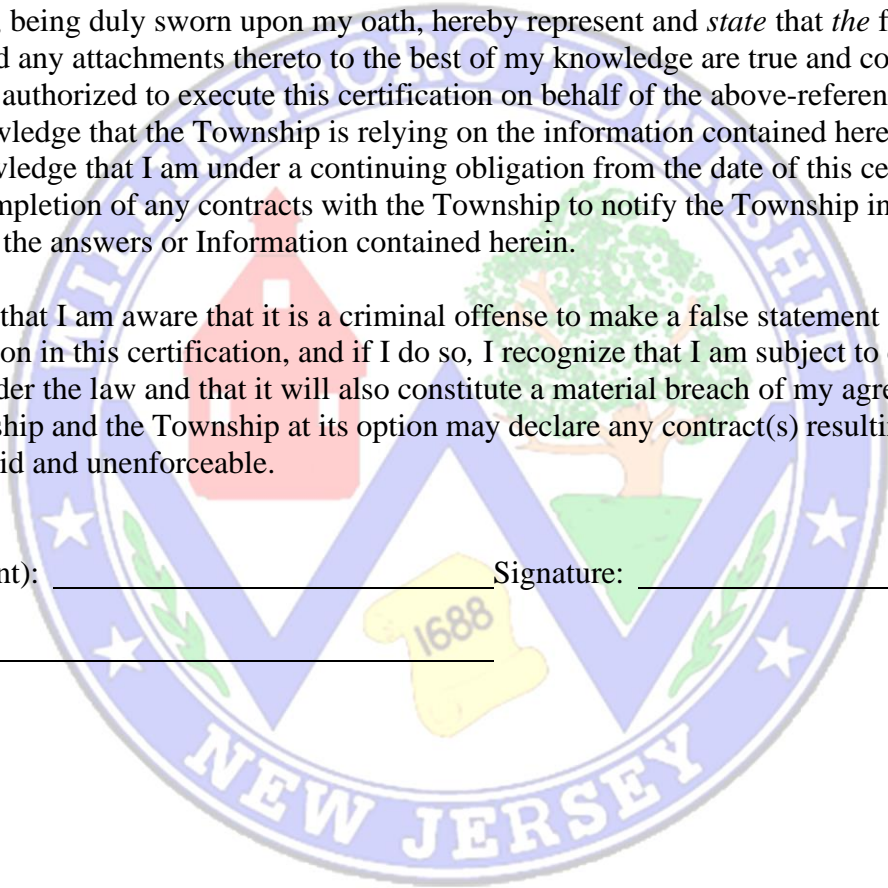 being duly sworn upon my oath, hereby represent and state that the f
d any attachments thereto to the best of my knowledge are true and co
authorized to execute this certification on behalf of the above-referen
wledge that the Township is relying on the information contained here
wledge that I am under a continuing obligation from the date of this ce
mpletion of any contracts with the Township to notify the Township in
the answers or Information contained herein.
that I am aware that it is a criminal offense to make a false statement
on in this certification, and if I do so, I recognize that I am subject to c
der the law and that it will also constitute a material breach of my agre
ship and the Township at its option may declare any contract(s) resultin
id and unenforceable.
nt): Signature:
WILLINGBORO TOWNSHIP
1688
NEW JERSEY